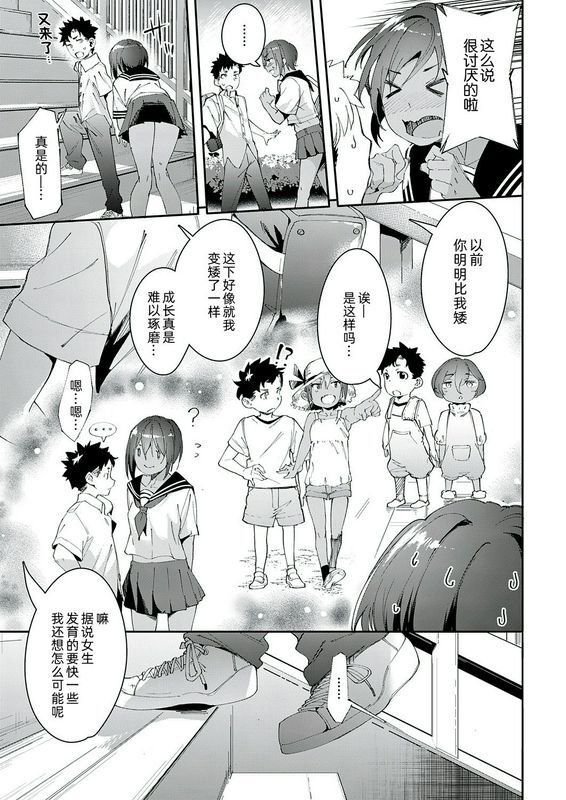 这么说
很讨厌的啦
……
又来了…
真是的—…
以前
你明明比我矮
诶—
是这样吗…
这下好像就我
变矮了一样
成长真是
难以琢磨…
!?
?
嗯…嗯…
…
嘛
据说女生
发育的要快一些
我还想怎么可能呢
……